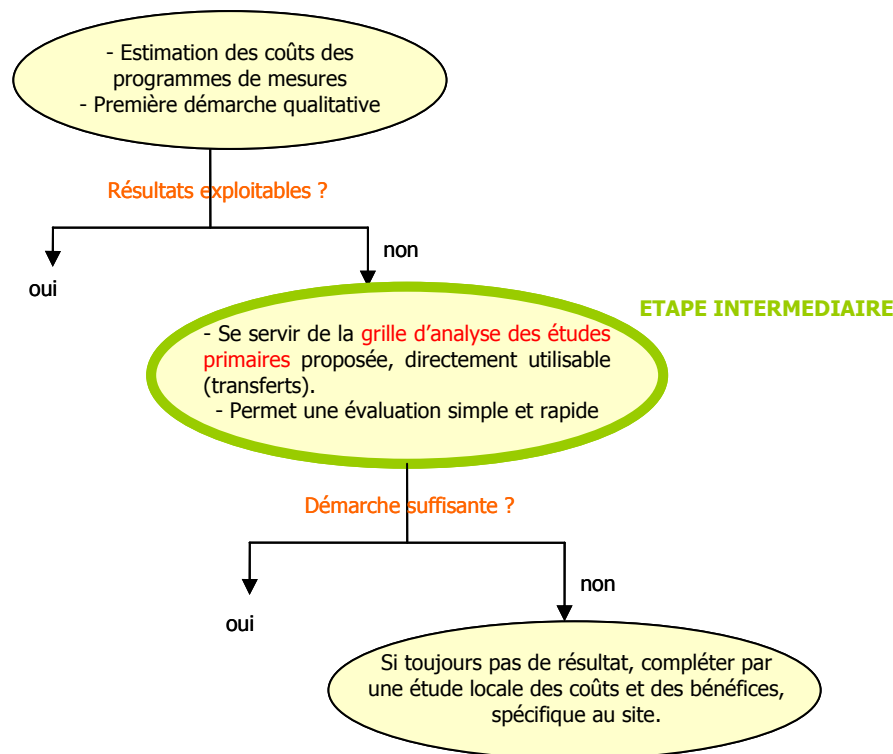 - Estimation des coûts des
programmes de mesures
- Première démarche qualitative
Résultats exploitables ?
oui
non
ETAPE INTERMEDIAIRE
- Se servir de la grille d'analyse des études
primaires proposée, directement utilisable
(transferts).
- Permet une évaluation simple et rapide
Démarche suffisante ?
oui
non
Si toujours pas de résultat, compléter par
une étude locale des coûts et des bénéfices,
spécifique au site.